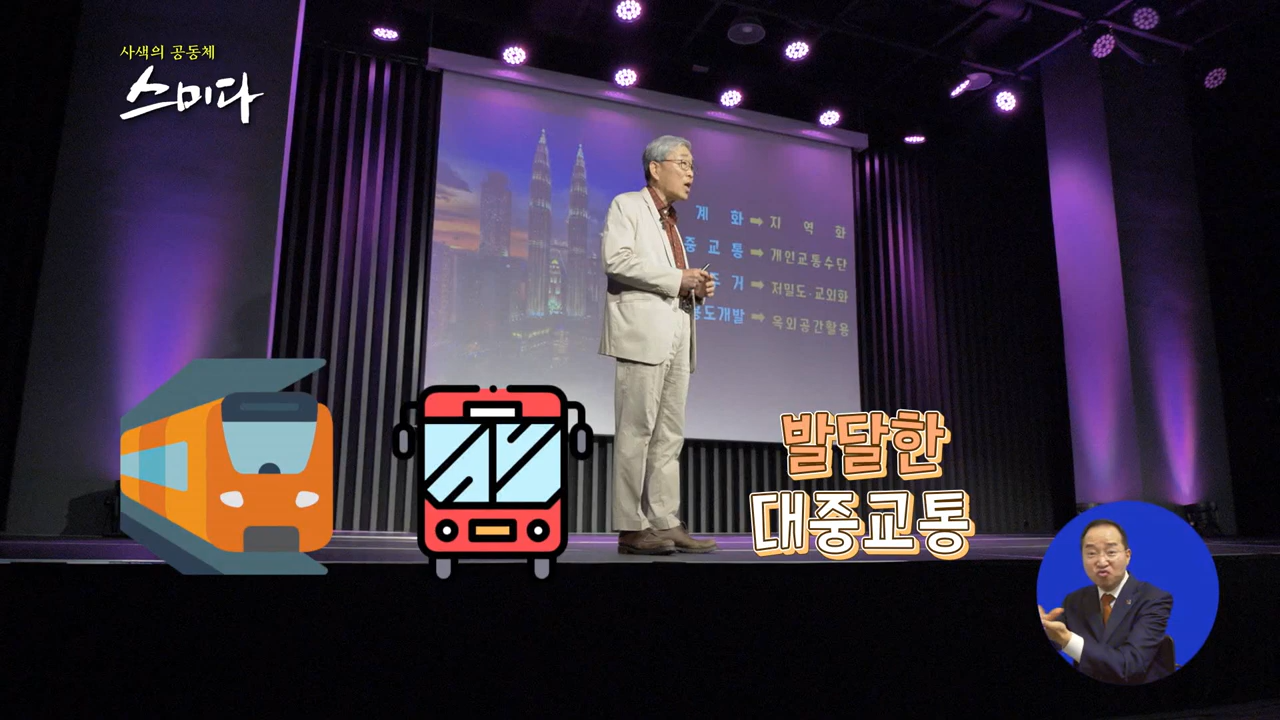 사색의 공동체
스미다
계 화 ➡ 지 역 화
중 교 통 ➡ 개인교통수단
주 거 ➡ 저밀도·교외화
용도개발 ➡ 옥외공간활용
발달한
대중교통